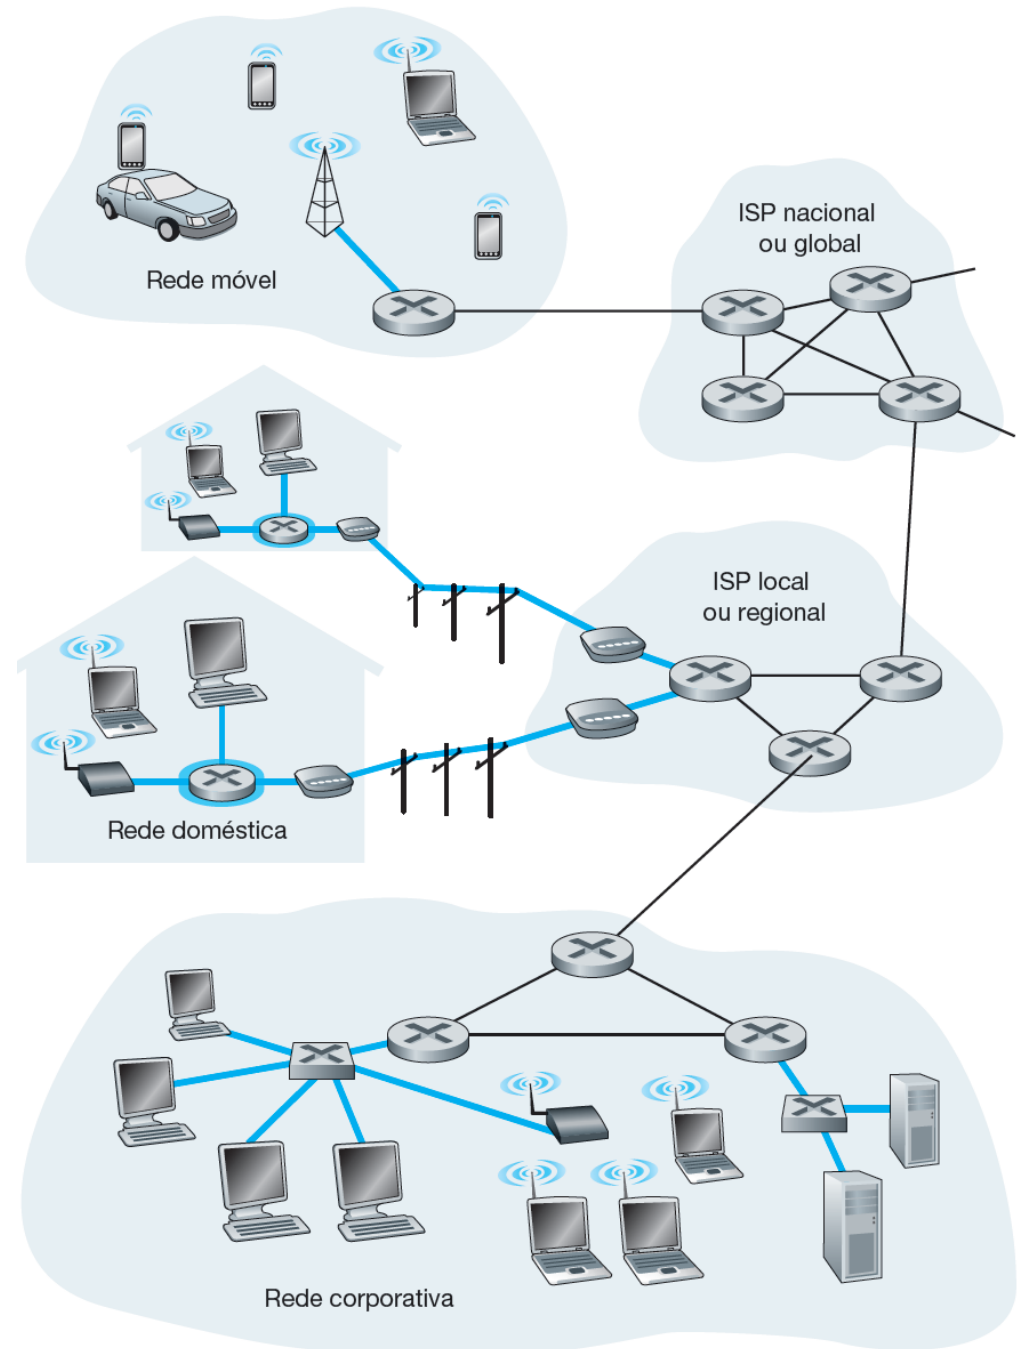 Rede móvel
ISP nacional
ou global
ISP local
ou regional
Rede doméstica
Rede corporativa